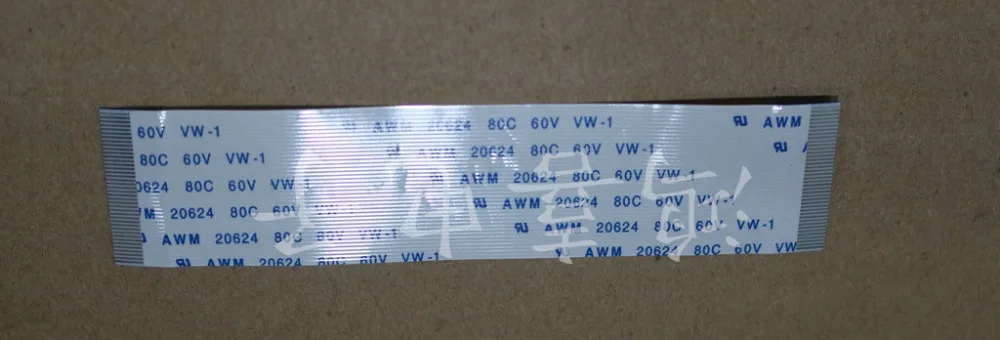 60V VW-1 AWM 20624 80C 60V VW-1 AWM
80C 60V VW-1 AWM 20624 80C 60V VW-1 A
0624 80C 60V VW-1 AWM 20624 80C 60V VW-1
WM 20624 80C 60V AWM 20624 80C 60V VW-1
AWM 20624 80C 60V VW-1 AWM 20624 80C 60V VW-1
AWM 20624 80C 60V VW-1 AWM 20624 80C 60V VW-